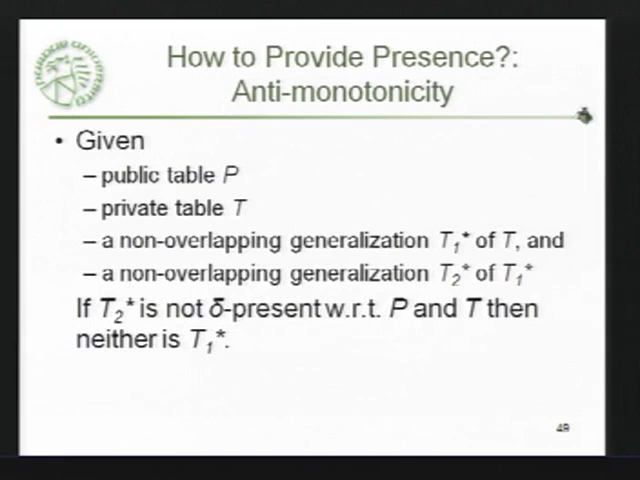 How to Provide Presence?:
Anti-monotonicity
• Given
– public table P
– private table T
– a non-overlapping generalization T1* of T, and
– a non-overlapping generalization T2* of T1*
If T2* is not δ-present w.r.t. P and T then
neither is T1*.
49